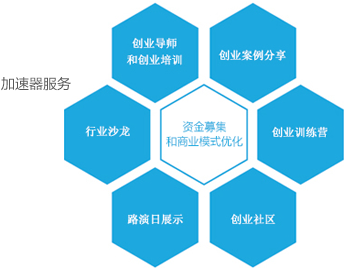 创业导师
和创业培训
创业案例分享
加速器服务
行业沙龙
资金募集
和商业模式优化
创业训练营
路演日展示
创业社区